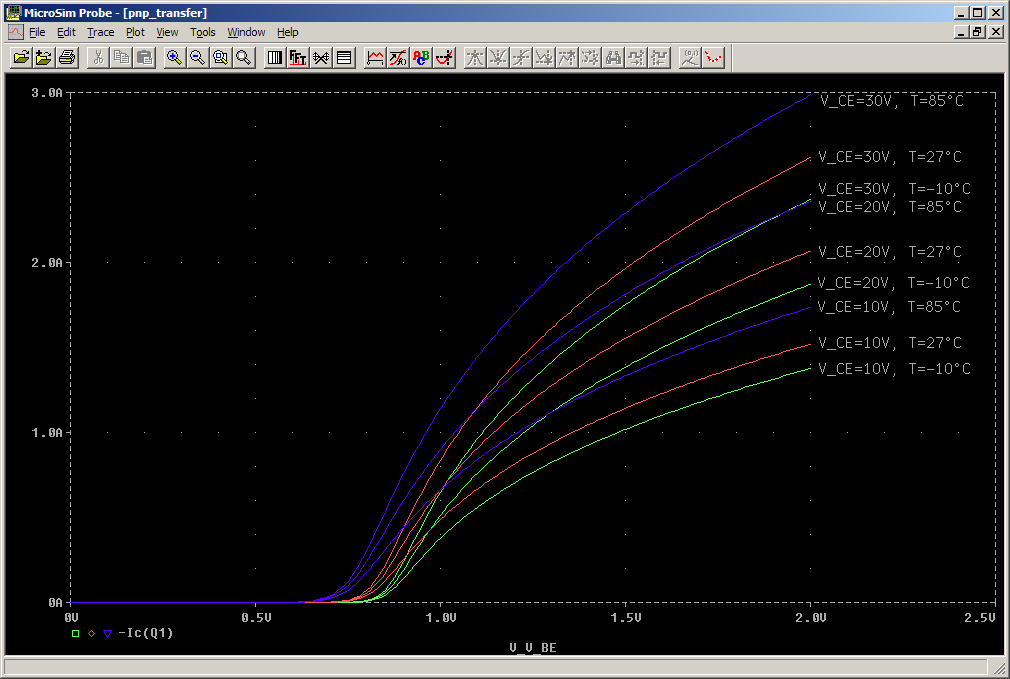 MicroSim Probe - [pnp_transfer]
File Edit Trace Plot View Tools Window Help
3.0A
V_CE=30V, T=85°C
V_CE=30V, T=27°C
V_CE=30V, T=-10°C
V_CE=20V, T=85°C
2.0A
V_CE=20V, T=27°C
V_CE=20V, T=-10°C
V_CE=10V, T=85°C
V_CE=10V, T=27°C
V_CE=10V, T=-10°C
1.0A
0A
0V 0.5V 1.0V 1.5V 2.0V 2.5V
-Ic(Q1)
V_V_BE